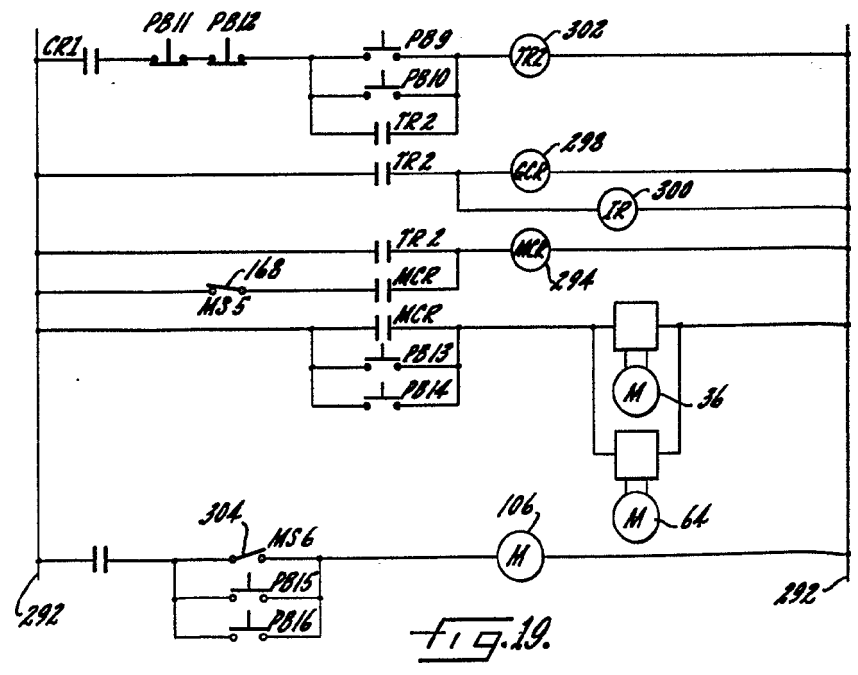 PB11 PB12
CR1
PB9
302
TR2
PB10
TR2
TR2
298
GCR
300
IR
TR2
MCR
294
168
MS5
MCR
MCR
PB13
PB14
M
36
M
64
304
MS6
106
M
PB15
PB16
292
292
Fig. 19.